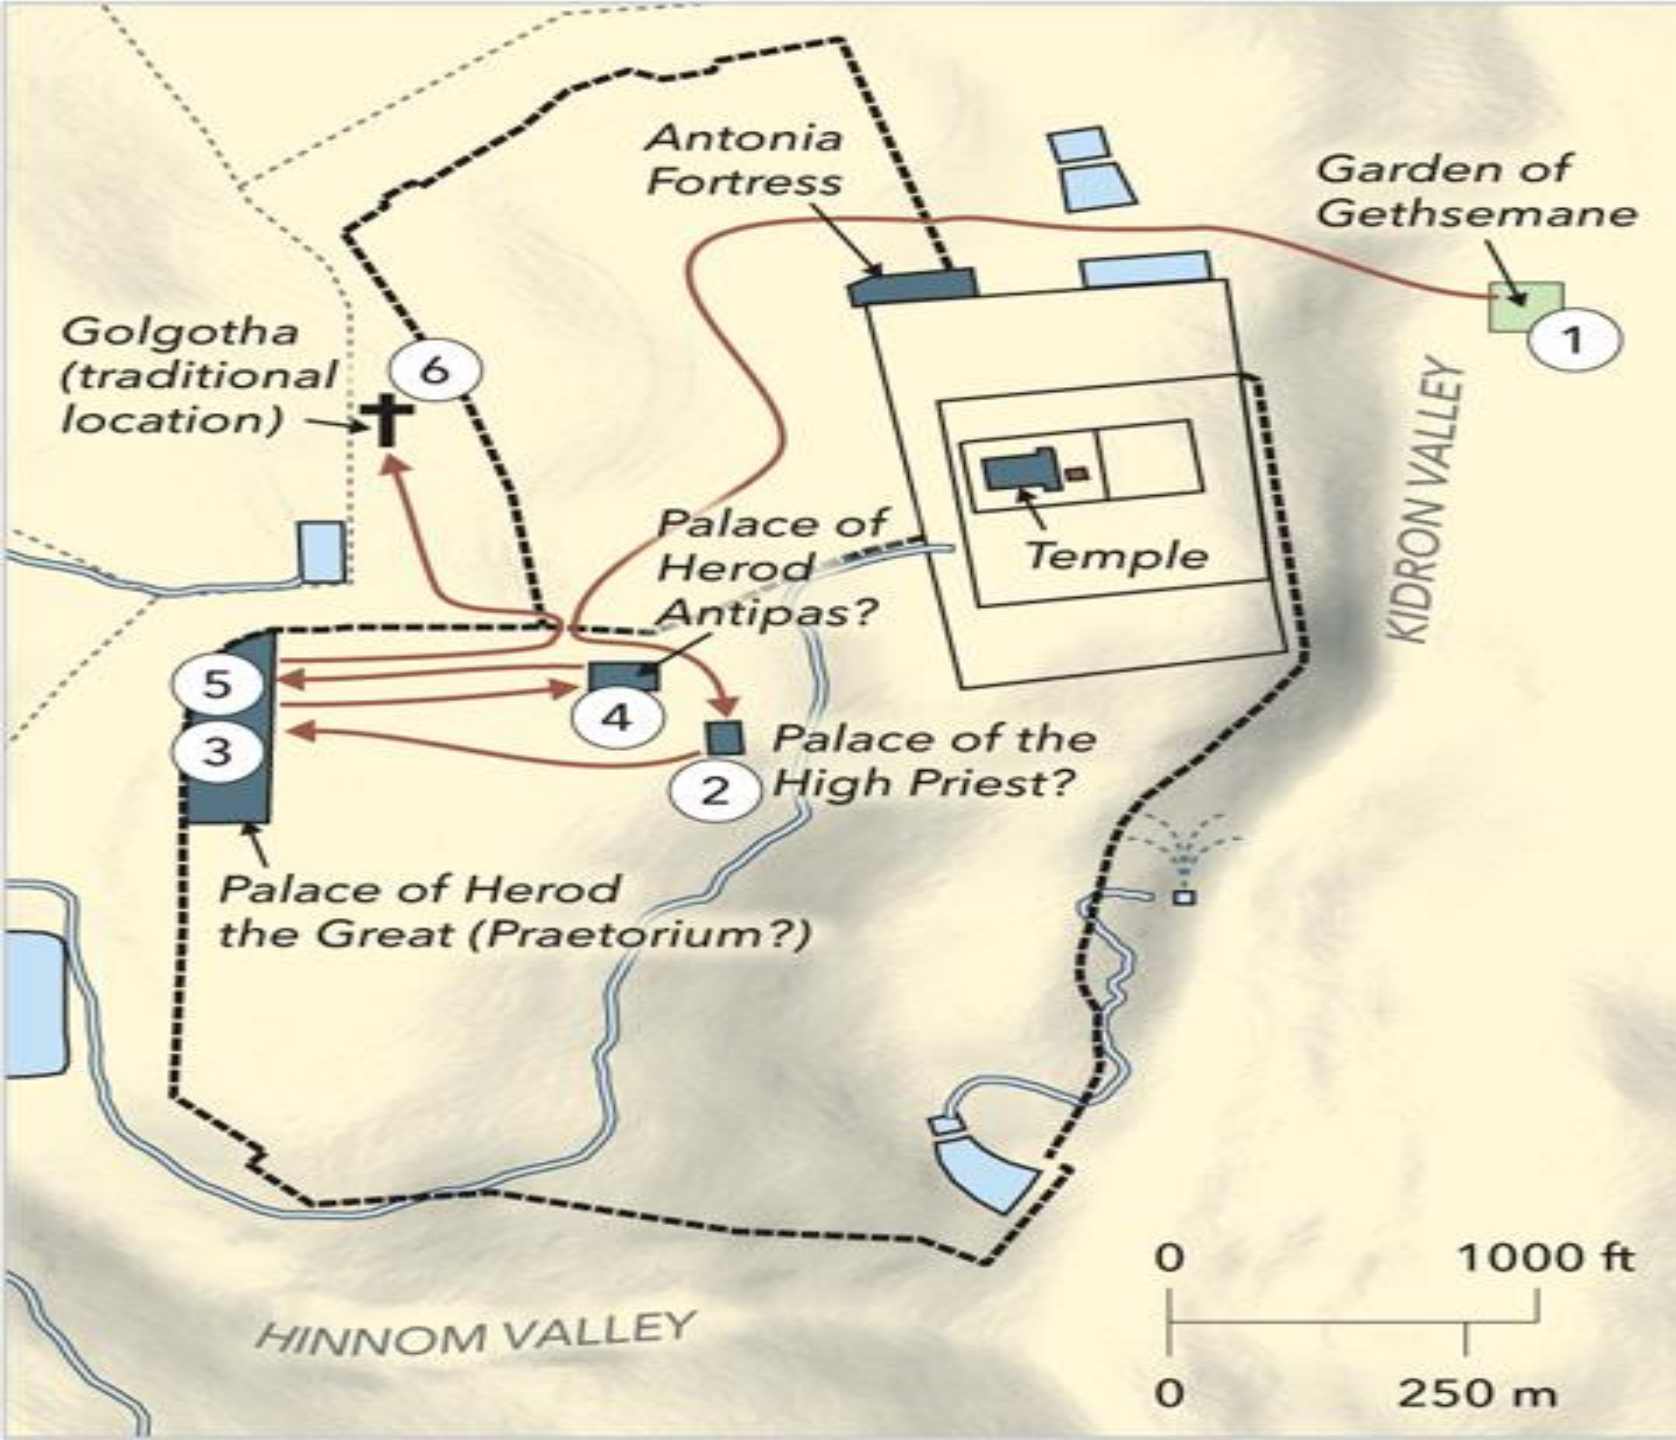 Antonia
Fortress
Garden of
Gethsemane
1
Golgotha
(traditional
location)
6
KIDRON VALLEY
Palace of
Herod
Antipas?
Temple
5
4
3
Palace of the
High Priest?
2
Palace of Herod
the Great (Praetorium?)
HINNOM VALLEY
0 1000 ft
0 250 m